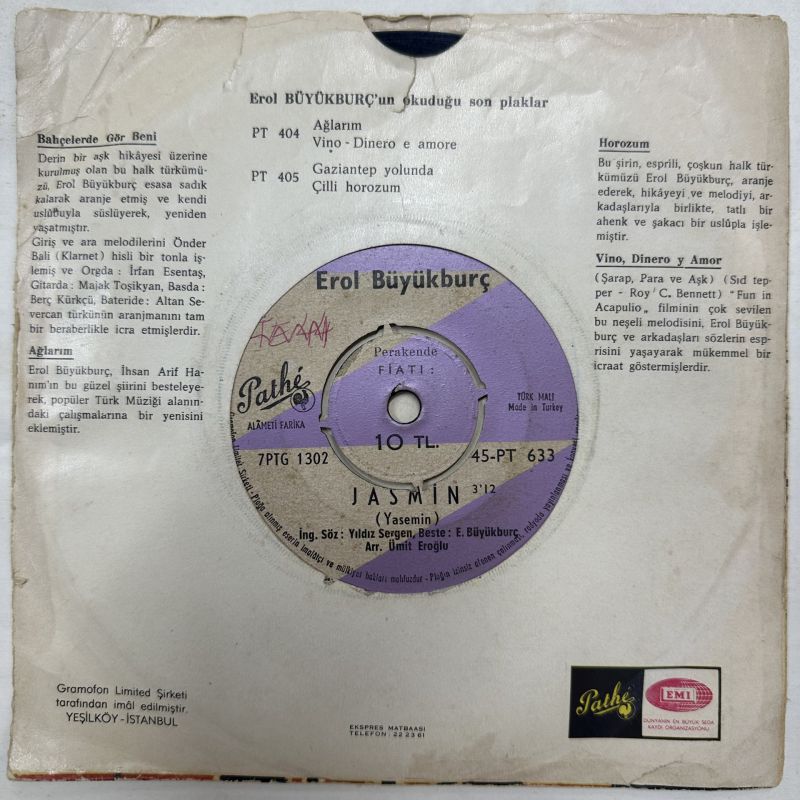 Erol BÜYÜKBURÇ'un okuduğu son plaklar
PT 404 Ağlarım
Vino - Dinero e amore
PT 405 Gaziantep yolunda
Çilli horozum
Bahçelerde Gör Beni
Derin bir aşk hikâyesi üzerine
kurulmuş olan bu halk türkümü-
zü, Erol Büyükburç esasa sadık
kalarak aranje etmiş ve kendi
uslûbuyla süslüyerek, yeniden
yaşatmıştır.
Giriş ve ara melodilerini Önder
Bali (Klarnet) hisli bir tonla iş-
lemiş ve Orgda : İrfan Esentaş,
Gitarda : Majak Toşikyan, Basda :
Berç Kürkçü, Bateride : Altan Se-
vercan türkünün aranjmanını tam
bir beraberlikle icra etmişlerdir.
Ağlarım
Erol Büyükburç, İhsan Arif Ha-
nım'ın bu güzel şiirini besteleye-
rek, popüler Türk Müziği alanın-
daki çalışmalarına bir yenisini
eklemiştir.
Horozum
Bu şirin, esprili, çoşkun halk tür-
kümüzü Erol Büyükburç, aranje
ederek, hikâyeyi ve melodiyi, ar-
kadaşlarıyla birlikte, tatlı bir
ahenk ve şakacı bir uslûpla işle-
miştir.
Vino, Dinero y Amor
(Şarap, Para ve Aşk) (Sıd tep-
per - Roy C. Bennett) "Fun in
Acapulio„ filminin çok sevilen
bu neşeli melodisini, Erol Büyük-
burç ve arkadaşları sözlerin esp-
risini yaşayarak mükemmel bir
icraat göstermişlerdir.
Erol Büyükburç
Perakende
FİATI :
10 TL.
Pathé
ALÂMETİ FARİKA
TÜRK MALI
Made in Turkey
7PTG 1302
45-PT 633
JASMİN 3'12
(Yasemin)
İng. Söz : Yıldız Sergen, Beste : E. Büyükburç
Arr. Ümit Eroğlu
Gramofon Limited Şirketi
tarafından imâl edilmiştir.
YEŞİLKÖY - İSTANBUL
EKSPRES MATBAASI
TELEFON : 22 23 61
Pathé
EMI
DÜNYANIN EN BÜYÜK SEDA
KAYDI ORGANİZASYONU